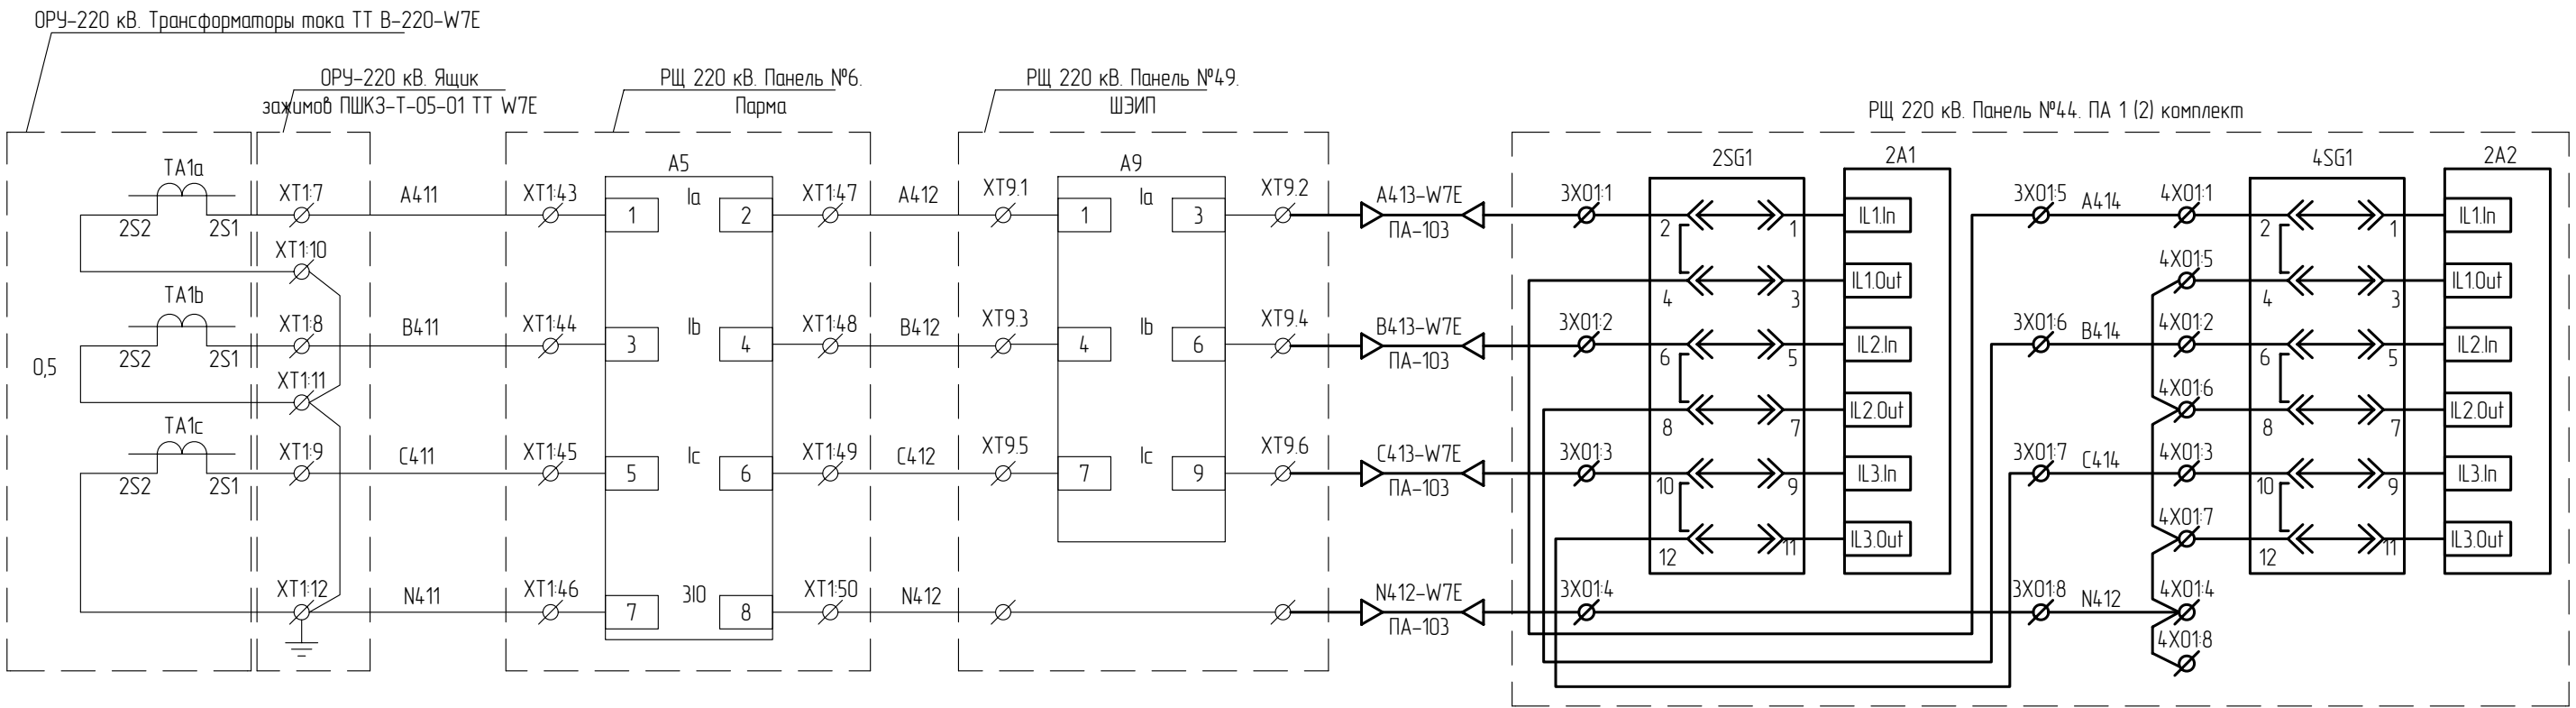 ОРУ-220 кВ. Трансформаторы тока ТТ В-220-W7E
ОРУ-220 кВ. Ящик
зажимов ПШКЗ-Т-05-01 ТТ W7E
РЩ 220 кВ. Панель №6.
Парма
РЩ 220 кВ. Панель №49.
ШЭИП
РЩ 220 кВ. Панель №44. ПА 1 (2) комплект
0,5
TA1a
2S2
2S1
TA1b
2S2
2S1
TA1c
2S2
2S1
XT1:7
XT1:10
XT1:8
XT1:11
XT1:9
XT1:12
A411
B411
C411
N411
XT1:43
XT1:44
XT1:45
XT1:46
A5
1
Ia
2
3
Ib
4
5
Ic
6
7
3I0
8
XT1:47
XT1:48
XT1:49
XT1:50
A412
B412
C412
N412
XT9.1
XT9.3
XT9.5
A9
1
Ia
3
4
Ib
6
7
Ic
9
XT9.2
XT9.4
XT9.6
A413-W7E
ПА-103
B413-W7E
ПА-103
C413-W7E
ПА-103
N412-W7E
ПА-103
3X01:1
3X01:2
3X01:3
3X01:4
2SG1
2
1
4
3
6
5
8
7
10
9
12
11
2A1
IL1.In
IL1.Out
IL2.In
IL2.Out
IL3.In
IL3.Out
3X01:5
3X01:6
3X01:7
3X01:8
A414
B414
C414
N412
4X01:1
4X01:5
4X01:2
4X01:6
4X01:3
4X01:7
4X01:4
4X01:8
4SG1
2
1
4
3
6
5
8
7
10
9
12
11
2A2
IL1.In
IL1.Out
IL2.In
IL2.Out
IL3.In
IL3.Out